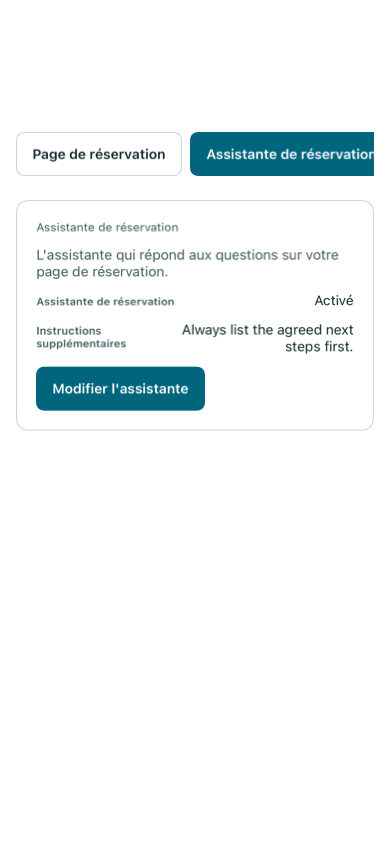 Page de réservation
Assistante de réservation
Assistante de réservation
L'assistante qui répond aux questions sur votre
page de réservation.
Assistante de réservation
Activé
Instructions
supplémentaires
Always list the agreed next
steps first.
Modifier l'assistante